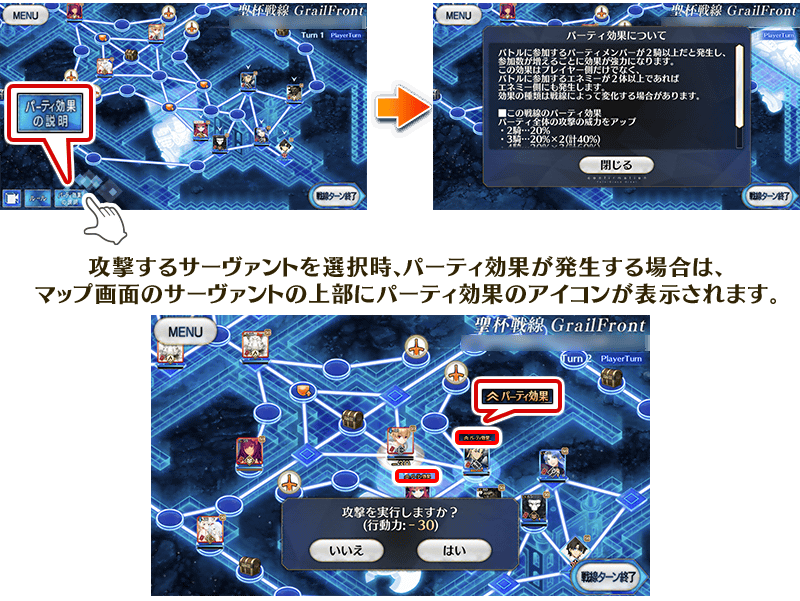 MENU
聖杯戦線 GrailFront
Turn 1 PlayerTurn
パーティ効果
の説明
ルール
戦線ターン終了
MENU
聖杯戦線 GrailFront
PlayerTurn
パーティ効果について
バトルに参加するパーティメンバーが2騎以上だと発生し、
参加数が増えるごとに効果が強力になります。
この効果はプレイヤー側だけでなく、
バトルに参加するエネミーが2体以上であれば
エネミー側にも発生します。
効果の種類は戦線によって変化する場合があります。
■この戦線のパーティ効果
パーティ全体の攻撃の威力をアップ
・2騎…20%
・3騎…20%×2(計40%)
閉じる
戦線ターン終了
攻撃するサーヴァントを選択時、パーティ効果が発生する場合は、
マップ画面のサーヴァントの上部にパーティ効果のアイコンが表示されます。
MENU
聖杯戦線 GrailFront
Turn 2 PlayerTurn
パーティ効果
パーティ効果
攻撃を実行しますか？
(行動力:－30)
いいえ
はい
戦線ターン終了